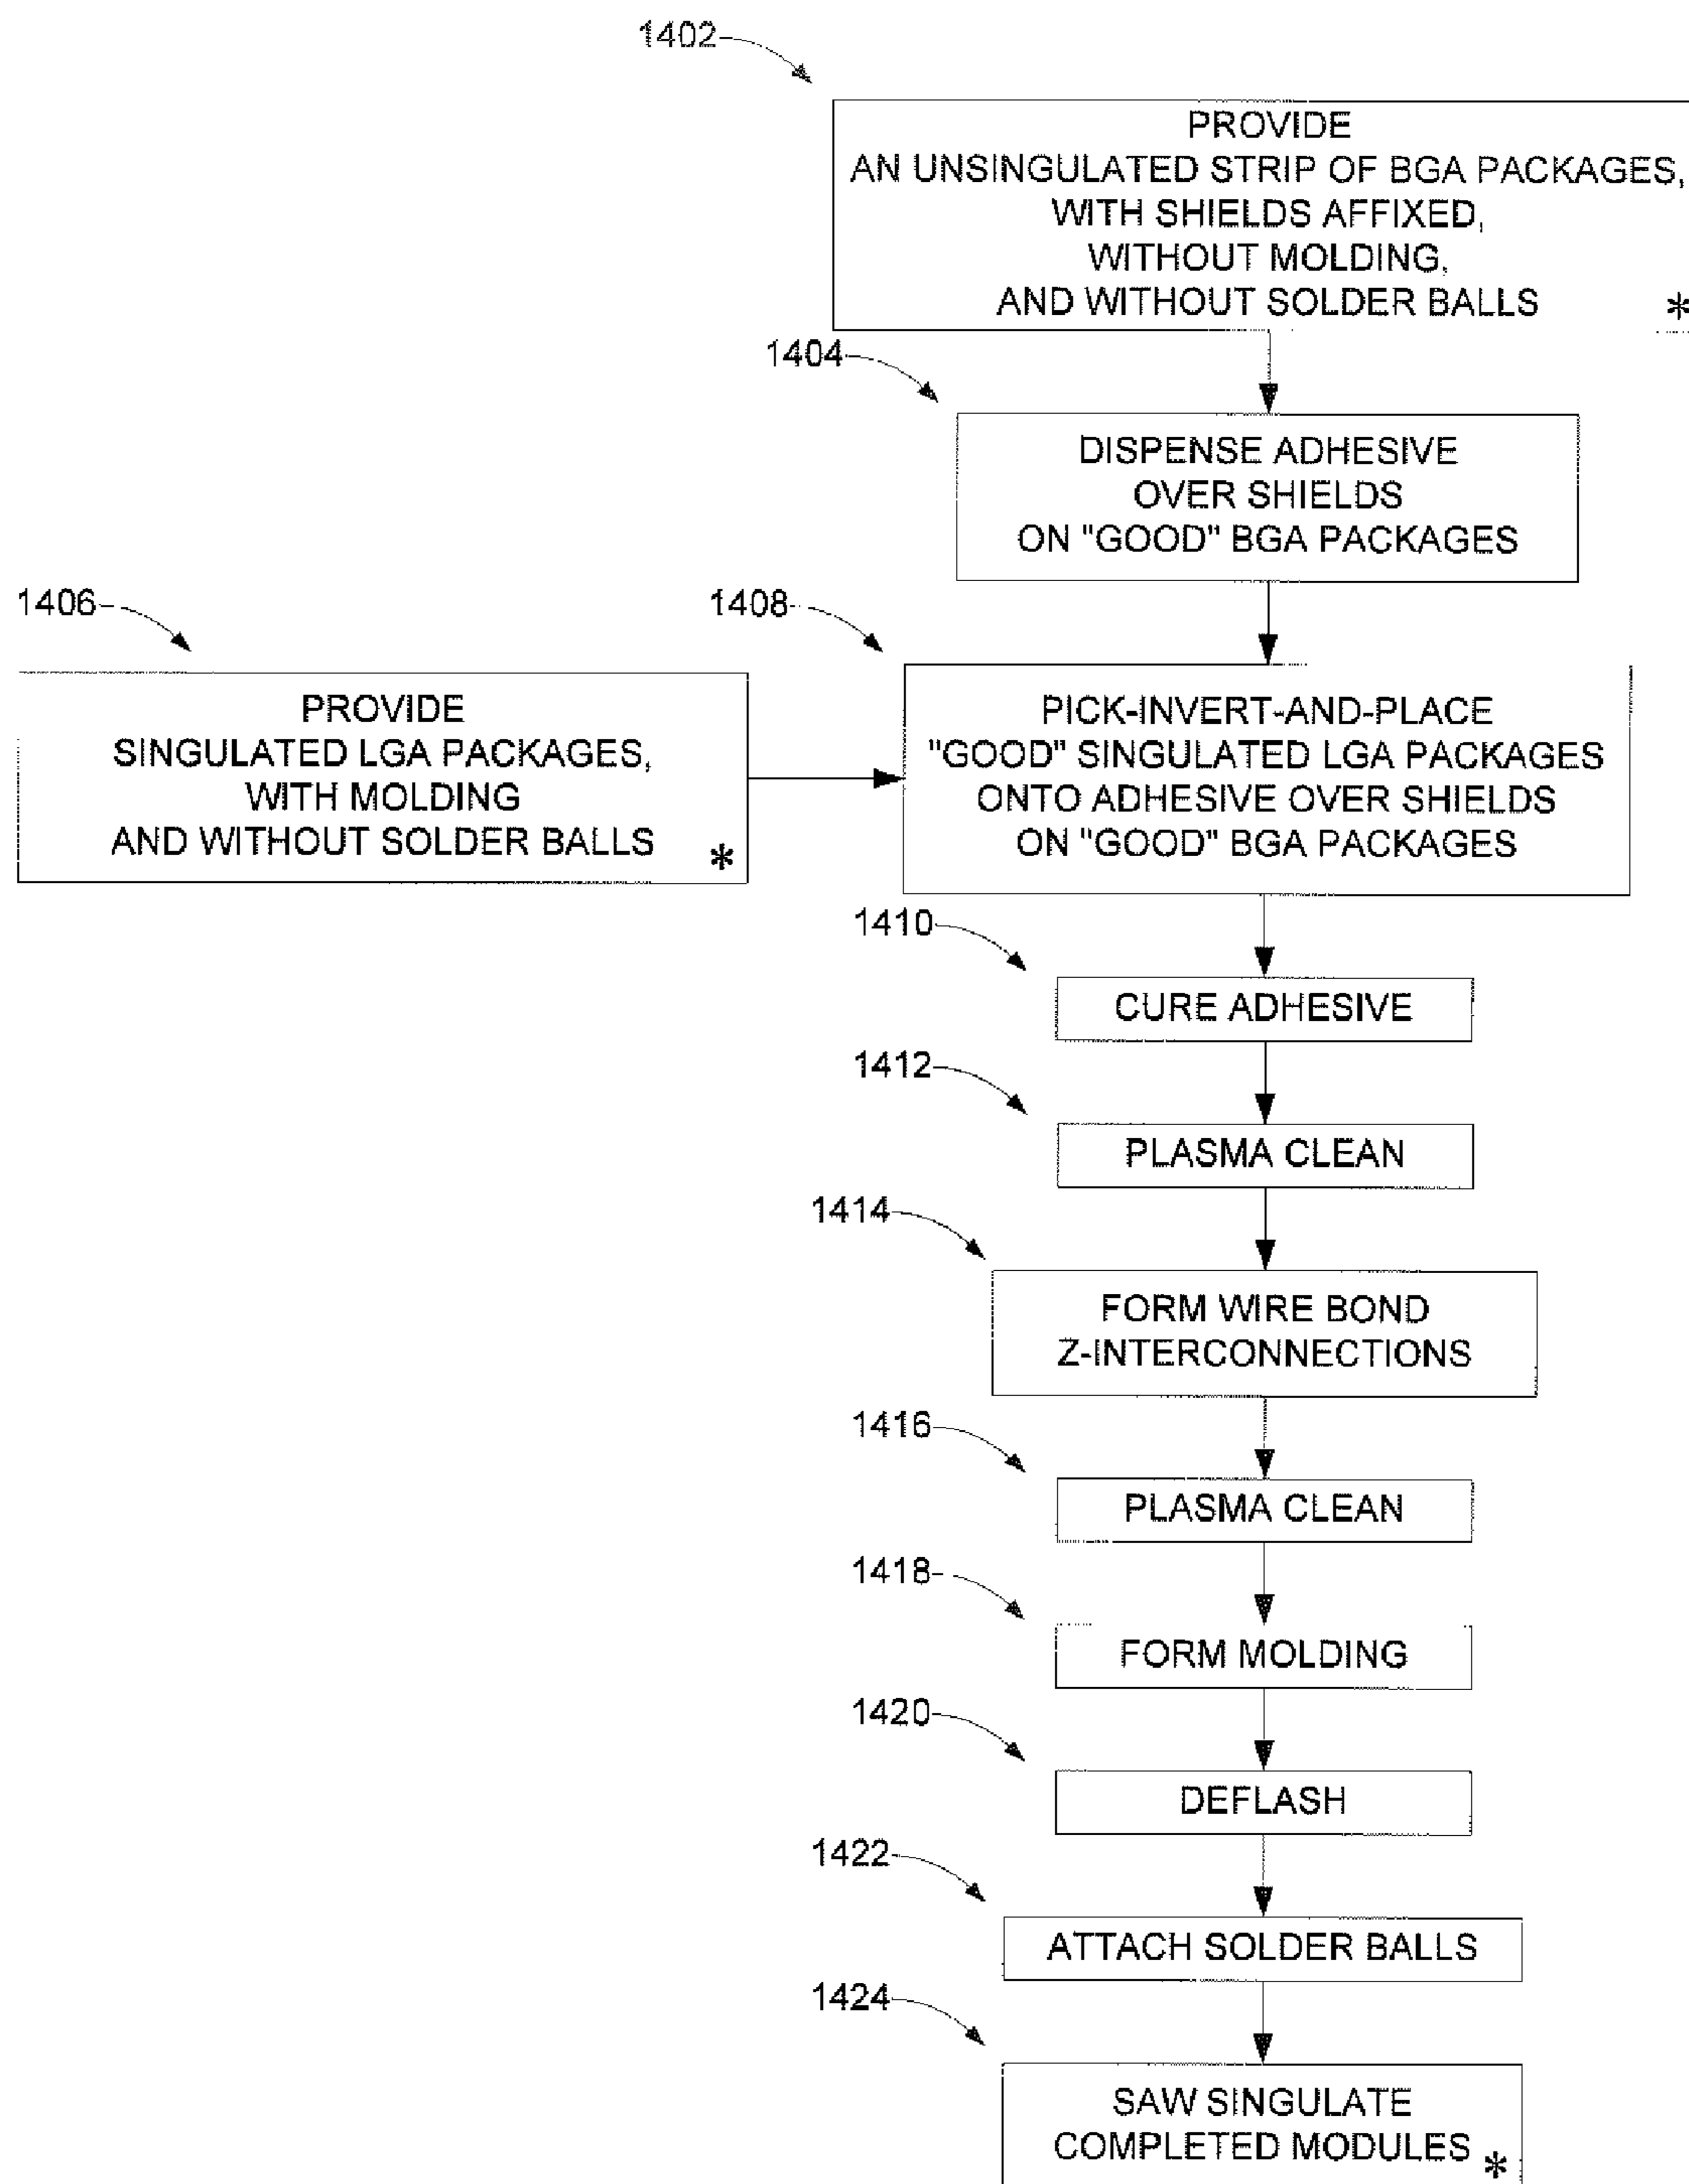 1402
PROVIDE
AN UNSINGULATED STRIP OF BGA PACKAGES,
WITH SHIELDS AFFIXED,
WITHOUT MOLDING,
AND WITHOUT SOLDER BALLS *
1404
DISPENSE ADHESIVE
OVER SHIELDS
ON "GOOD" BGA PACKAGES
1406
PROVIDE
SINGULATED LGA PACKAGES,
WITH MOLDING
AND WITHOUT SOLDER BALLS *
1408
PICK-INVERT-AND-PLACE
"GOOD" SINGULATED LGA PACKAGES
ONTO ADHESIVE OVER SHIELDS
ON "GOOD" BGA PACKAGES
1410
CURE ADHESIVE
1412
PLASMA CLEAN
1414
FORM WIRE BOND
Z-INTERCONNECTIONS
1416
PLASMA CLEAN
1418
FORM MOLDING
1420
DEFLASH
1422
ATTACH SOLDER BALLS
1424
SAW SINGULATE
COMPLETED MODULES *